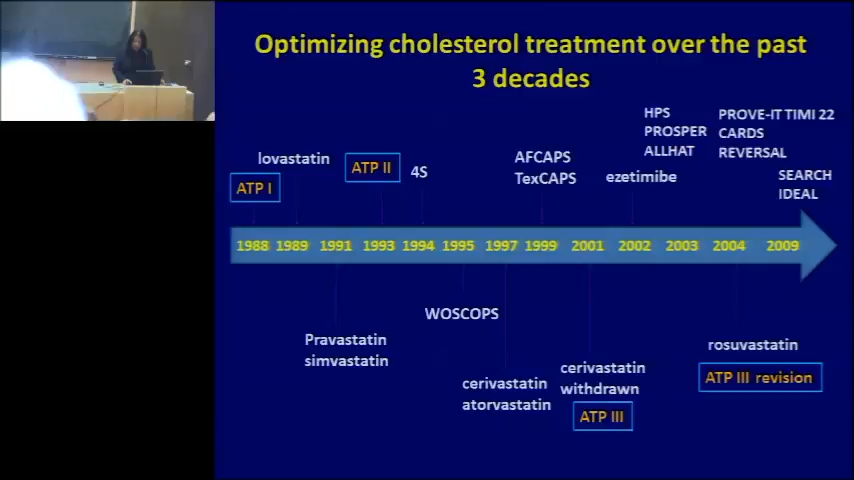 Optimizing cholesterol treatment over the past
3 decades
HPS
PROSPER
ALLHAT
PROVE-IT TIMI 22
CARDS
REVERSAL
lovastatin
ATP I
ATP II
4S
AFCAPS
TexCAPS
ezetimibe
SEARCH
IDEAL
1988 1989 1991 1993 1994 1995 1997 1999 2001 2002 2003 2004 2009
WOSCOPS
Pravastatin
simvastatin
cerivastatin
atorvastatin
cerivastatin
withdrawn
ATP III
rosuvastatin
ATP III revision